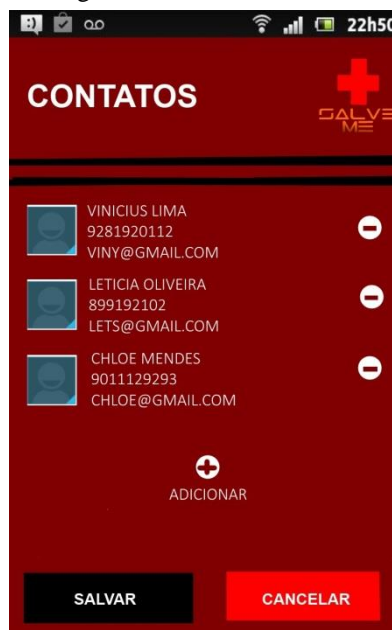 22h50
CONTATOS
SALVE
ME
VINICIUS LIMA
9281920112
VINY@GMAIL.COM
LETICIA OLIVEIRA
899192102
LETS@GMAIL.COM
CHLOE MENDES
9011129293
CHLOE@GMAIL.COM
ADICIONAR
SALVAR
CANCELAR